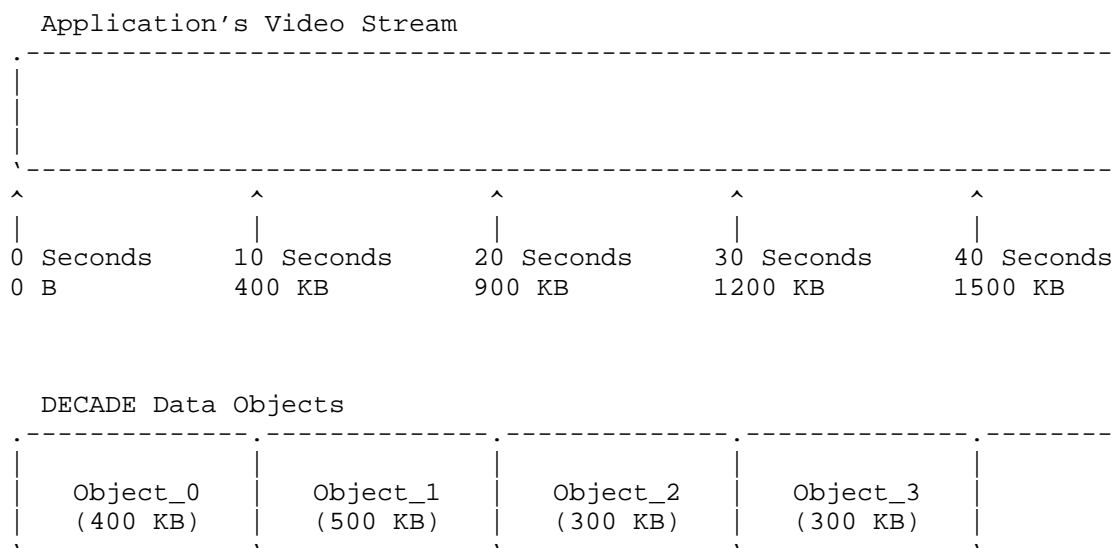 Application's Video Stream
0 Seconds 10 Seconds 20 Seconds 30 Seconds 40 Seconds
0 B 400 KB 900 KB 1200 KB 1500 KB
DECADE Data Objects
Object_0 Object_1 Object_2 Object_3
(400 KB) (500 KB) (300 KB) (300 KB)